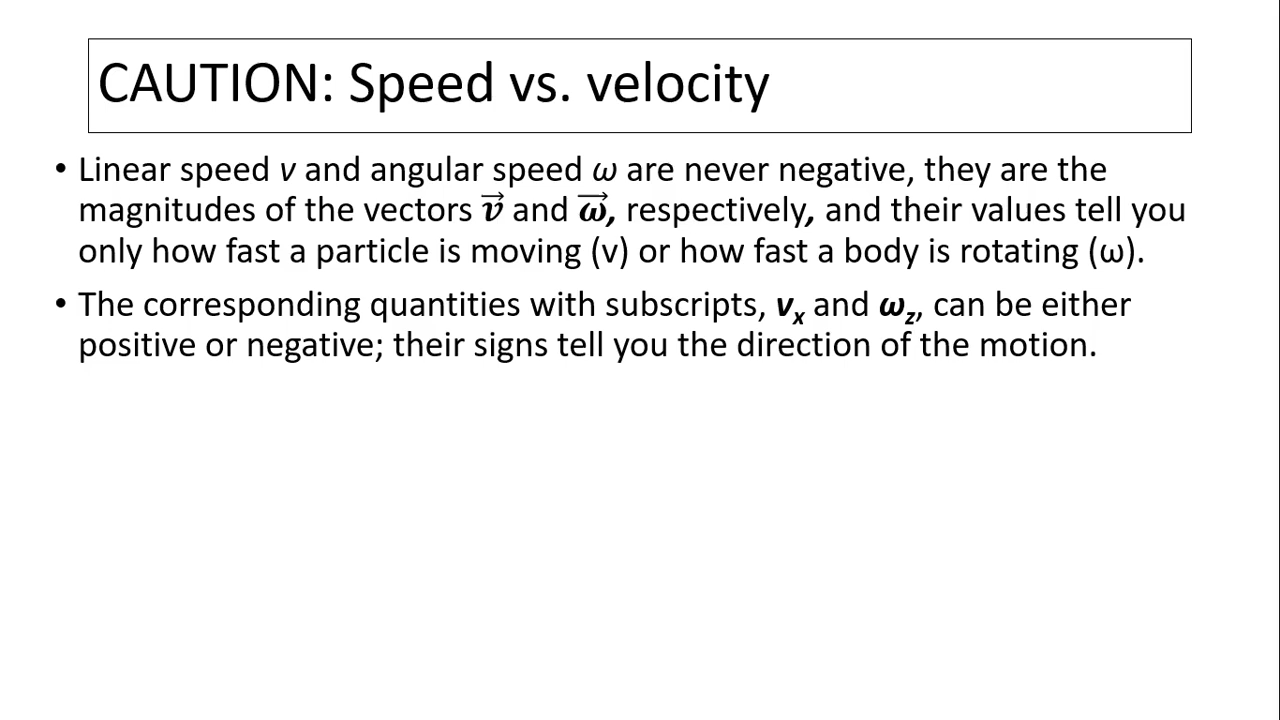 CAUTION: Speed vs. velocity
• Linear speed v and angular speed ω are never negative, they are the
magnitudes of the vectors v⃗ and ω⃗, respectively, and their values tell you
only how fast a particle is moving (v) or how fast a body is rotating (ω).
• The corresponding quantities with subscripts, vₓ and ω_z, can be either
positive or negative; their signs tell you the direction of the motion.